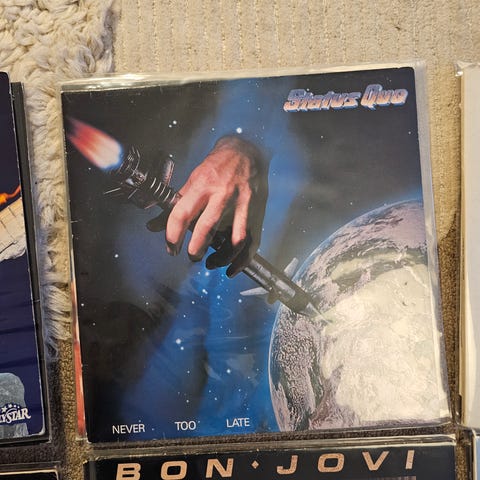 Status Quo
NEVER TOO LATE
BON·JOVI